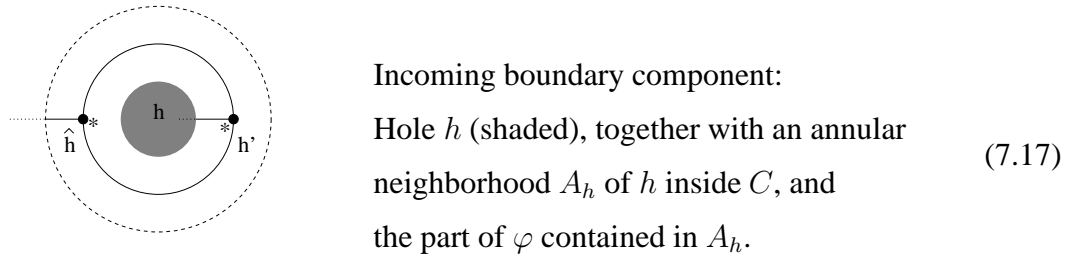 h
*
*
ĥ
h'
Incoming boundary component:
Hole h (shaded), together with an annular
neighborhood A_h of h inside C, and
the part of φ contained in A_h.
(7.17)